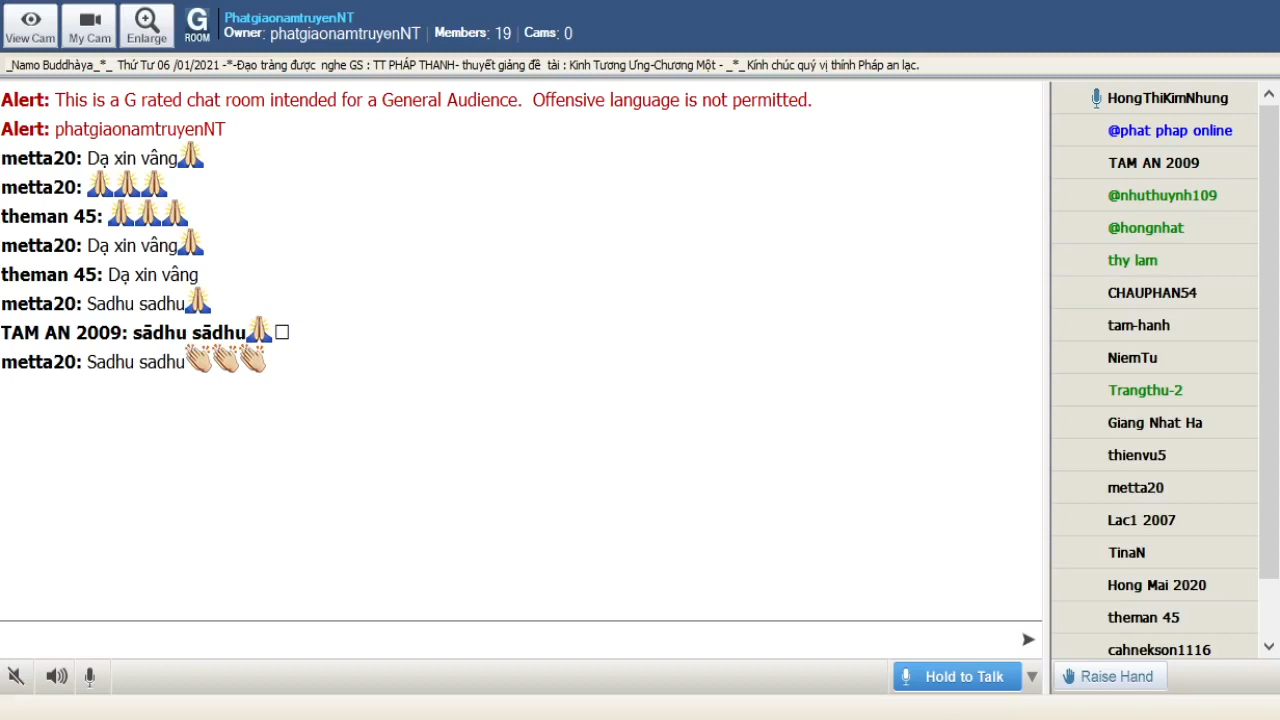 View Cam
My Cam
Enlarge
G
ROOM
PhatgiaonamtruyenNT
Owner: phatgiaonamtruyenNT | Members: 19 | Cams: 0
_Namo Buddhàya_*_ Thứ Tư 06 /01/2021 -*-Đạo tràng được nghe GS : TT PHÁP THANH- thuyết giảng đề tài : Kinh Tương Ưng-Chương Một - _*_Kính chúc quý vị thính Pháp an lạc.
Alert: This is a G rated chat room intended for a General Audience. Offensive language is not permitted.
Alert: phatgiaonamtruyenNT
metta20: Dạ xin vâng🙏
metta20: 🙏🙏🙏
theman 45: 🙏🙏🙏
metta20: Dạ xin vâng🙏
theman 45: Dạ xin vâng
metta20: Sadhu sadhu🙏
TAM AN 2009: sādhu sādhu🙏□
metta20: Sadhu sadhu👏👏👏
HongThiKimNhung
@phat phap online
TAM AN 2009
@nhuthuynh109
@hongnhat
thy lam
CHAUPHAN54
tam-hanh
NiemTu
Trangthu-2
Giang Nhat Ha
thienvu5
metta20
Lac1 2007
TinaN
Hong Mai 2020
theman 45
cahnekson1116
Hold to Talk
Raise Hand